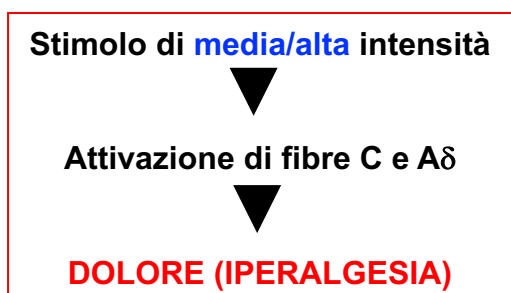 Stimolo di media/alta intensità
Attivazione di fibre C e Aδ
DOLORE (IPERALGESIA)